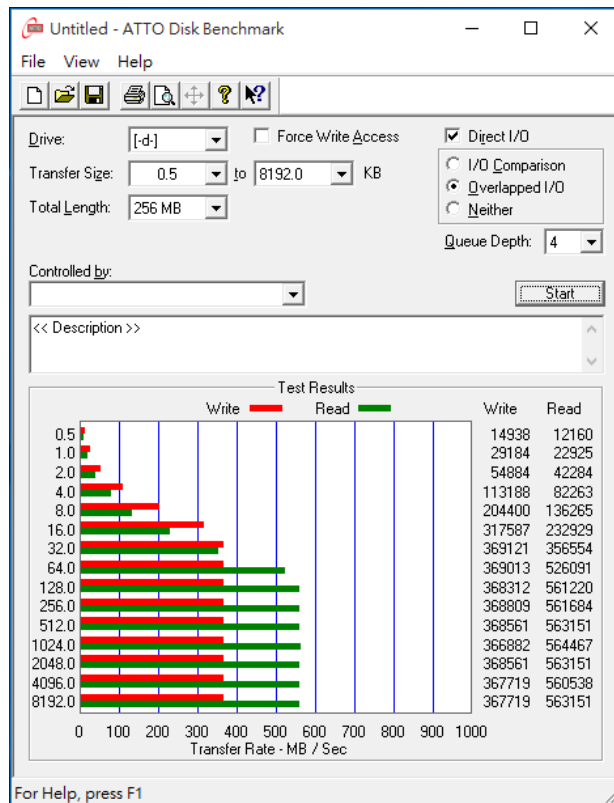 Untitled - ATTO Disk Benchmark
File View Help
Drive: [-d-] Force Write Access Direct I/O
Transfer Size: 0.5 to 8192.0 KB I/O Comparison
Overlapped I/O
Total Length: 256 MB Neither
Queue Depth: 4
Controlled by:
Start
<< Description >>
Test Results
Write Read Write Read
0.5 14938 12160
1.0 29184 22925
2.0 54884 42284
4.0 113188 82263
8.0 204400 136265
16.0 317587 232929
32.0 369121 356554
64.0 369013 526091
128.0 368312 561220
256.0 368809 561684
512.0 368561 563151
1024.0 366882 564467
2048.0 368561 563151
4096.0 367719 560538
8192.0 367719 563151
0 100 200 300 400 500 600 700 800 900 1000
Transfer Rate - MB / Sec
For Help, press F1